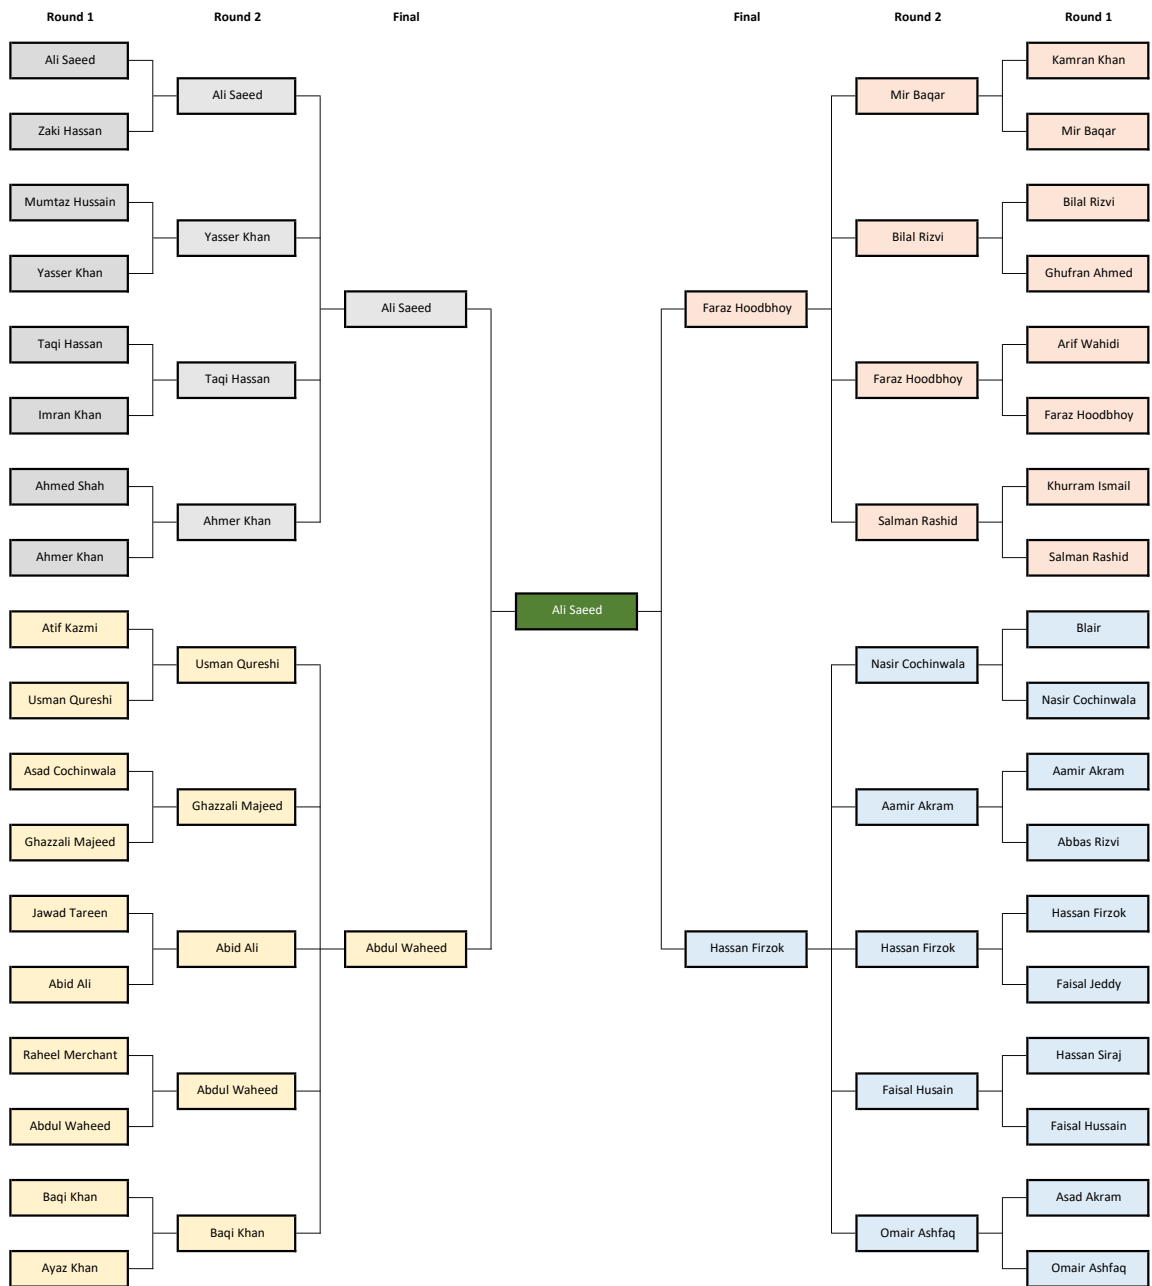 Round 1
Round 2
Final
Final
Round 2
Round 1
Ali Saeed
Kamran Khan
Ali Saeed
Mir Baqar
Zaki Hassan
Mir Baqar
Mumtaz Hussain
Bilal Rizvi
Yasser Khan
Bilal Rizvi
Yasser Khan
Ghufran Ahmed
Ali Saeed
Faraz Hoodbhoy
Taqi Hassan
Arif Wahidi
Taqi Hassan
Faraz Hoodbhoy
Imran Khan
Faraz Hoodbhoy
Ahmed Shah
Khurram Ismail
Ahmer Khan
Salman Rashid
Ahmer Khan
Salman Rashid
Ali Saeed
Atif Kazmi
Blair
Usman Qureshi
Nasir Cochinwala
Usman Qureshi
Nasir Cochinwala
Asad Cochinwala
Aamir Akram
Ghazzali Majeed
Aamir Akram
Ghazzali Majeed
Abbas Rizvi
Jawad Tareen
Hassan Firzok
Abid Ali
Abdul Waheed
Hassan Firzok
Hassan Firzok
Abid Ali
Faisal Jeddy
Raheel Merchant
Hassan Siraj
Abdul Waheed
Faisal Husain
Abdul Waheed
Faisal Hussain
Baqi Khan
Asad Akram
Baqi Khan
Omair Ashfaq
Ayaz Khan
Omair Ashfaq